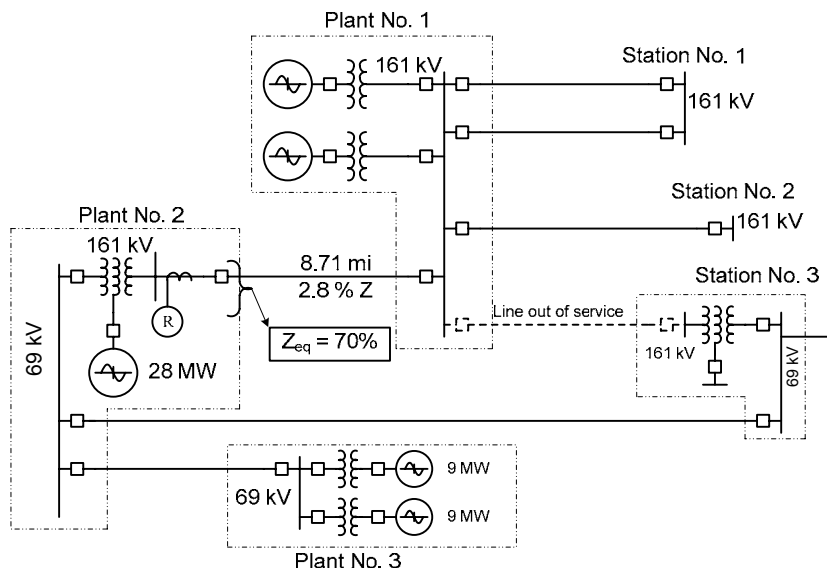 Plant No. 1
161 kV
Station No. 1
161 kV
Station No. 2
161 kV
Plant No. 2
161 kV
8.71 mi
2.8 % Z
Station No. 3
Line out of service
R
Zeq = 70%
69 kV
28 MW
161 kV
69 kV
69 kV
9 MW
9 MW
Plant No. 3